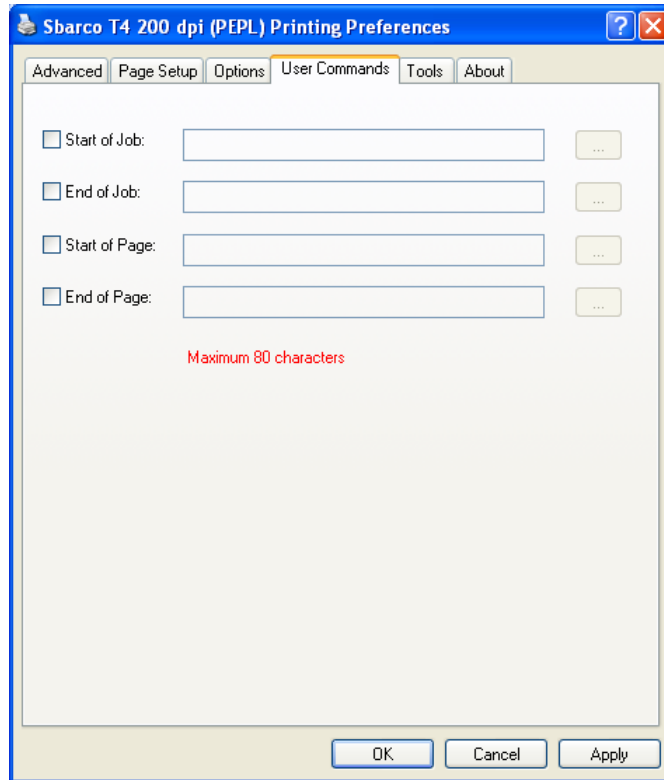 Sbarco T4 200 dpi (PEPL) Printing Preferences
Advanced Page Setup Options User Commands Tools About
Start of Job: ...
End of Job: ...
Start of Page: ...
End of Page: ...
Maximum 80 characters
OK Cancel Apply